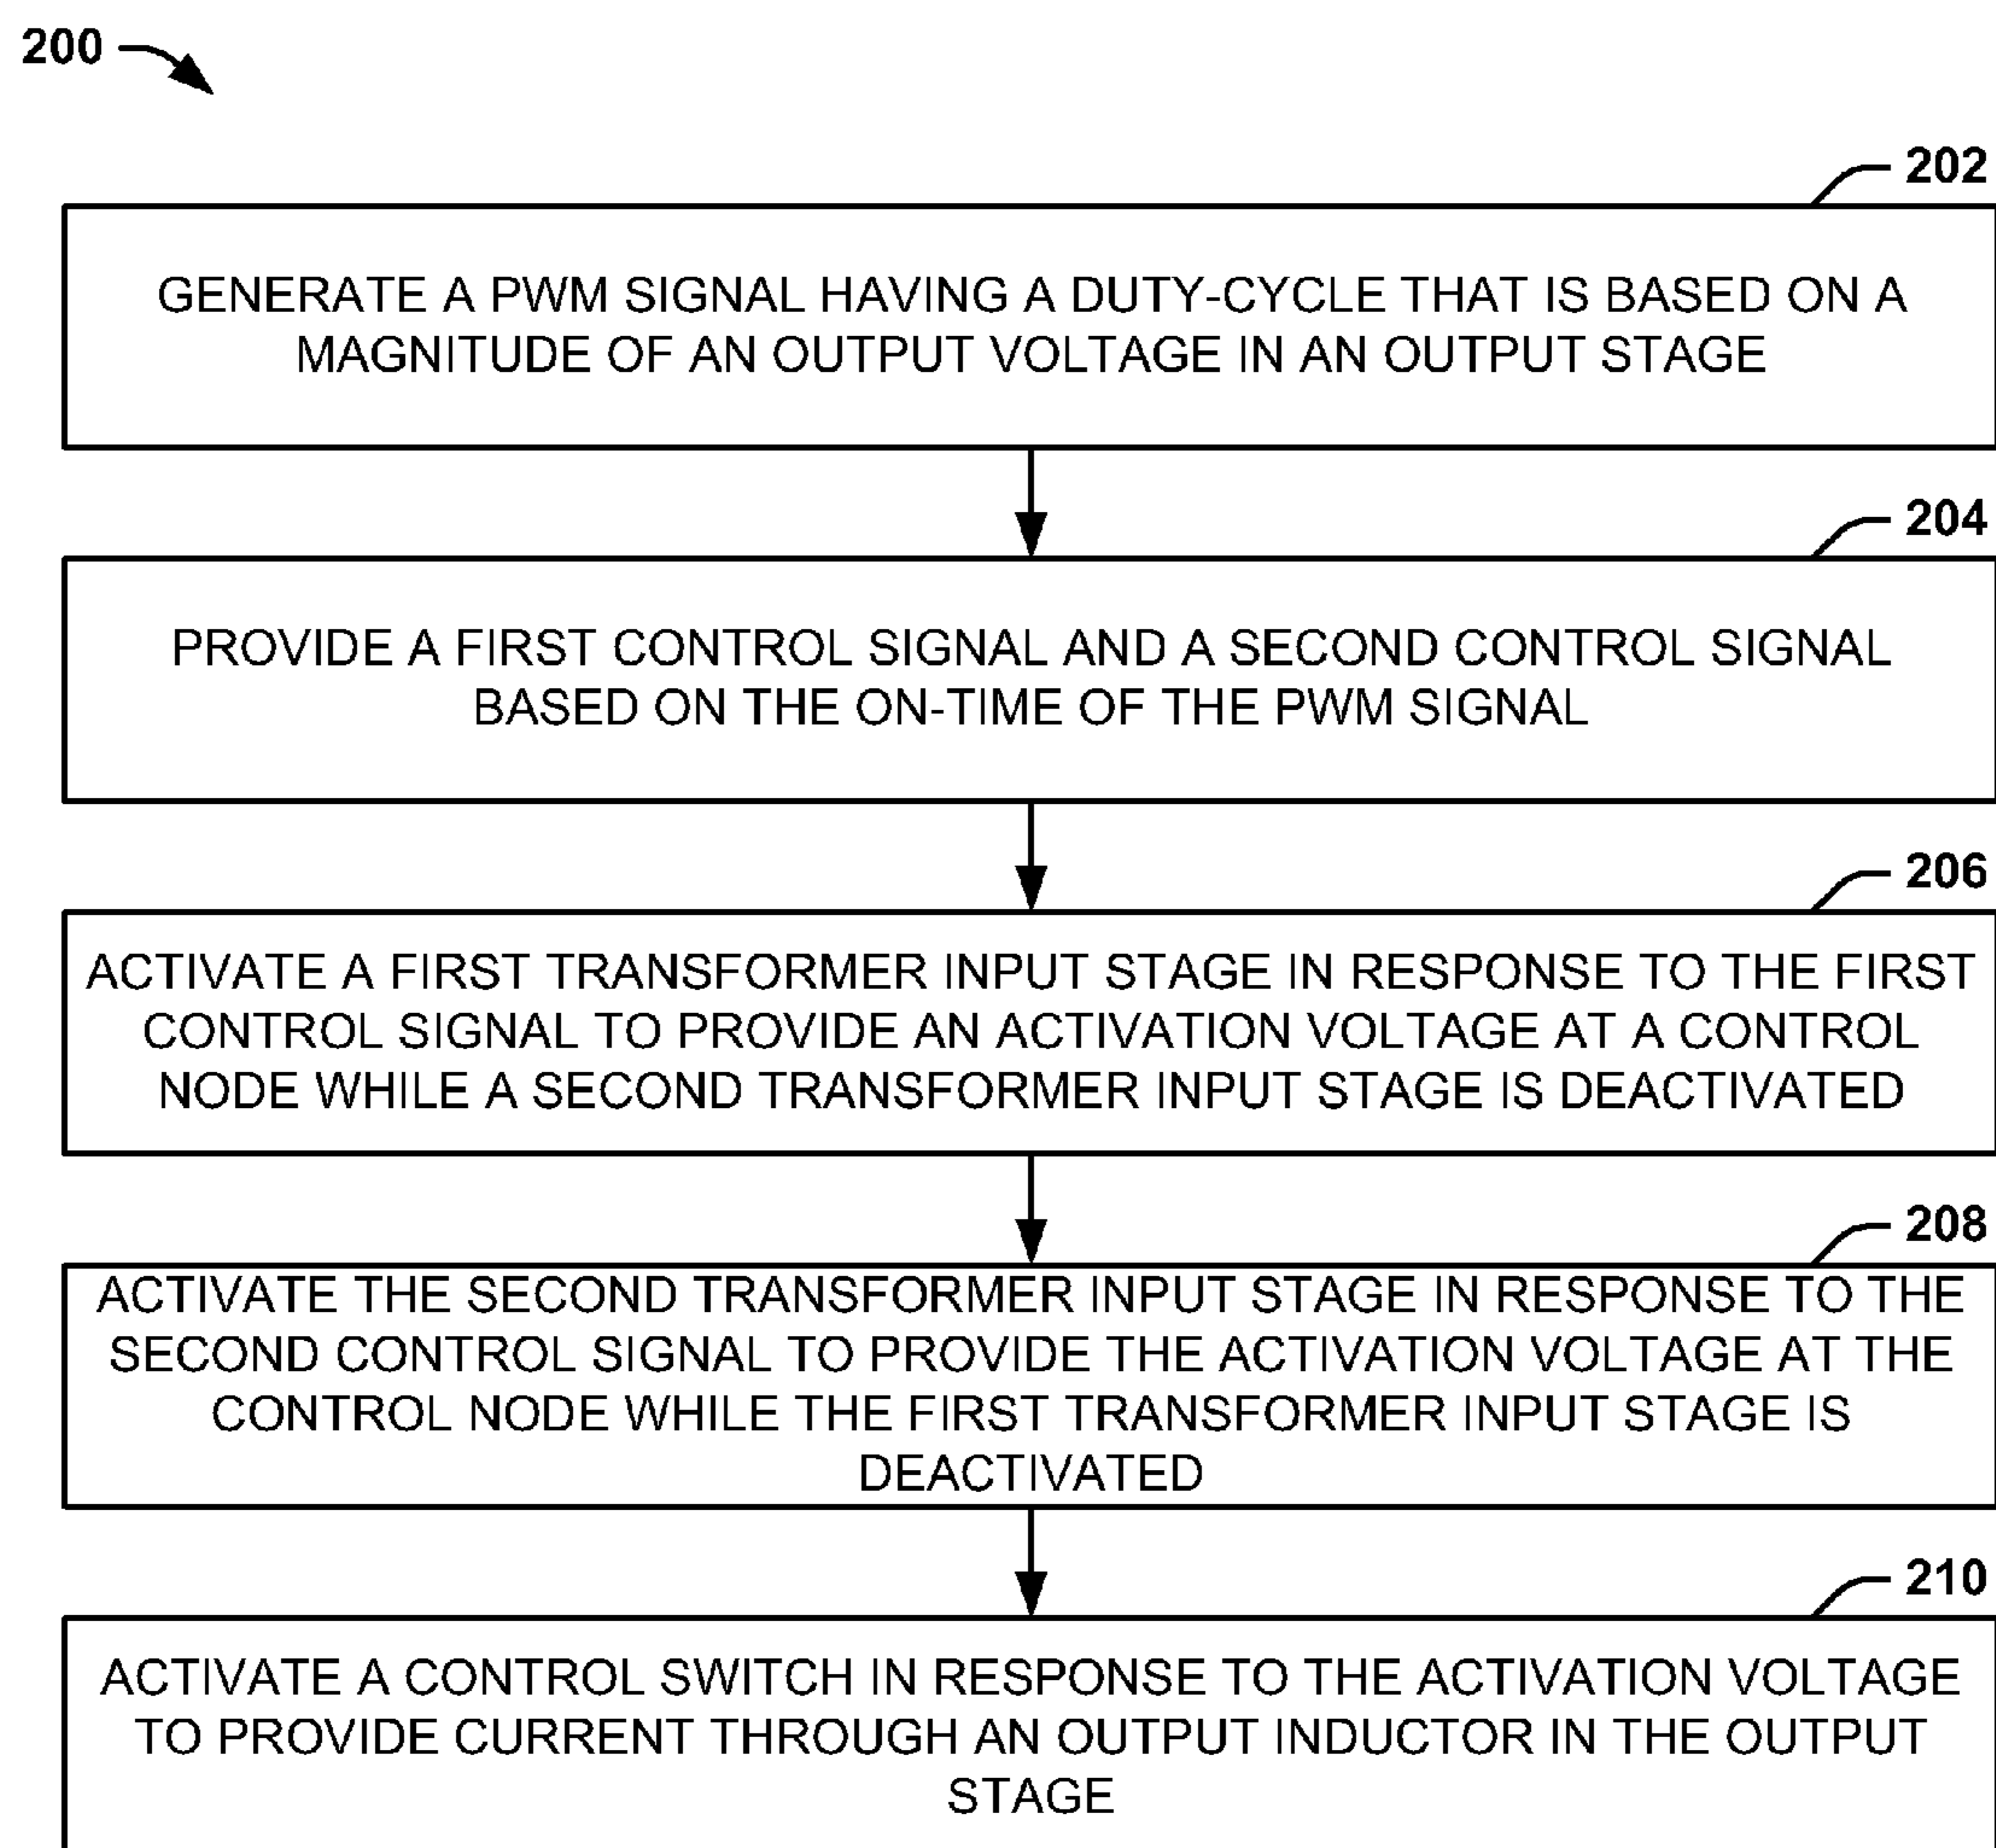 200
202
GENERATE A PWM SIGNAL HAVING A DUTY-CYCLE THAT IS BASED ON A
MAGNITUDE OF AN OUTPUT VOLTAGE IN AN OUTPUT STAGE
204
PROVIDE A FIRST CONTROL SIGNAL AND A SECOND CONTROL SIGNAL
BASED ON THE ON-TIME OF THE PWM SIGNAL
206
ACTIVATE A FIRST TRANSFORMER INPUT STAGE IN RESPONSE TO THE FIRST
CONTROL SIGNAL TO PROVIDE AN ACTIVATION VOLTAGE AT A CONTROL
NODE WHILE A SECOND TRANSFORMER INPUT STAGE IS DEACTIVATED
208
ACTIVATE THE SECOND TRANSFORMER INPUT STAGE IN RESPONSE TO THE
SECOND CONTROL SIGNAL TO PROVIDE THE ACTIVATION VOLTAGE AT THE
CONTROL NODE WHILE THE FIRST TRANSFORMER INPUT STAGE IS
DEACTIVATED
210
ACTIVATE A CONTROL SWITCH IN RESPONSE TO THE ACTIVATION VOLTAGE
TO PROVIDE CURRENT THROUGH AN OUTPUT INDUCTOR IN THE OUTPUT
STAGE